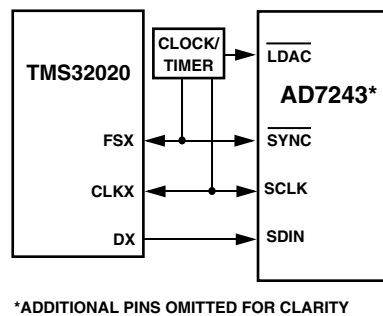 CLOCK/
TIMER
TMS32020
LDAC
AD7243*
FSX
SYNC
CLKX
SCLK
DX
SDIN
*ADDITIONAL PINS OMITTED FOR CLARITY